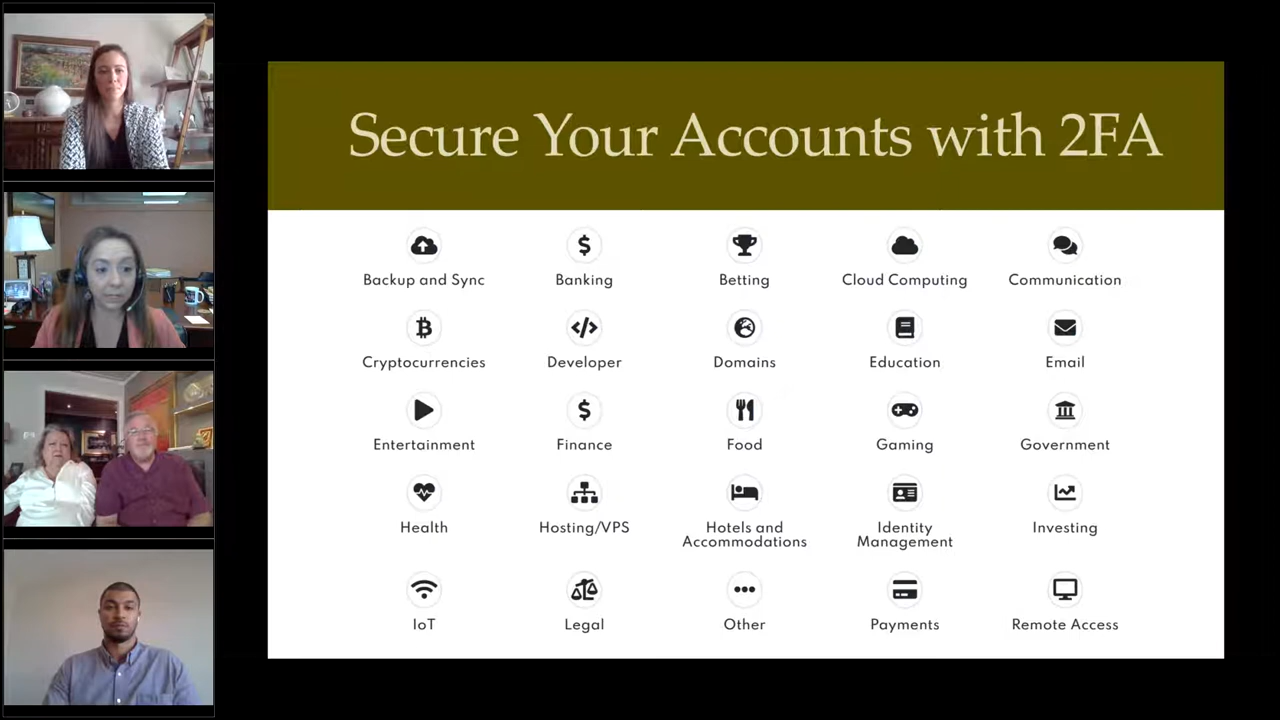 Secure Your Accounts with 2FA
Backup and Sync
Banking
Betting
Cloud Computing
Communication
Cryptocurrencies
Developer
Domains
Education
Email
Entertainment
Finance
Food
Gaming
Government
Health
Hosting/VPS
Hotels and
Accommodations
Identity
Management
Investing
IoT
Legal
Other
Payments
Remote Access